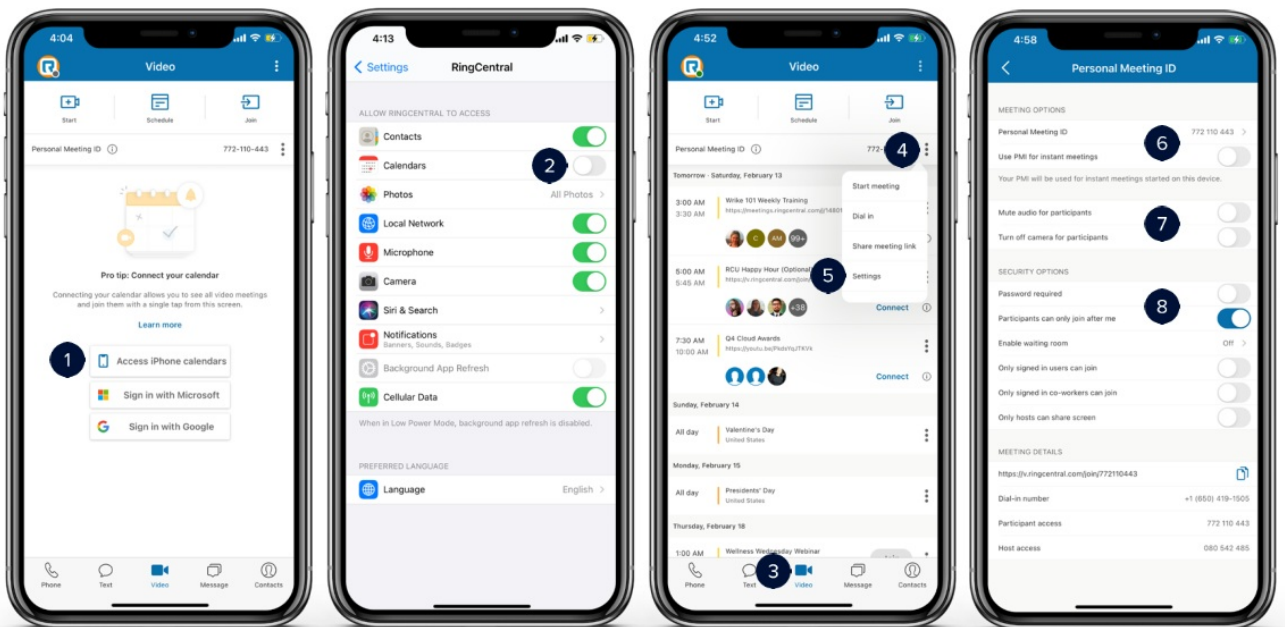 4:04
Video
Start
Schedule
Join
Personal Meeting ID
772-110-443
Pro tip: Connect your calendar
Connecting your calendar allows you to see all video meetings
and join them with a single tap from this screen.
Learn more
1
Access iPhone calendars
Sign in with Microsoft
Sign in with Google
Phone
Text
Video
Message
Contacts
4:13
Settings
RingCentral
ALLOW RINGCENTRAL TO ACCESS
Contacts
Calendars
2
Photos
All Photos
Local Network
Microphone
Camera
Siri & Search
Notifications
Banners, Sounds, Badges
Background App Refresh
Cellular Data
When in Low Power Mode, background app refresh is disabled.
PREFERRED LANGUAGE
Language
English
4:52
Video
Start
Schedule
Join
Personal Meeting ID
772-
4
Tomorrow - Saturday, February 13
Start meeting
Dial in
Share meeting link
5
Settings
3:00 AM
3:30 AM
Wrike 101 Weekly Training
C
AM
99+
5:00 AM
5:45 AM
RCU Happy Hour (Optional)
+38
Connect
7:30 AM
10:00 AM
Q4 Cloud Awards
Connect
Sunday, February 14
All day
Valentine's Day
United States
Monday, February 15
All day
Presidents' Day
United States
Thursday, February 18
1:00 AM
Wellness Wednesday Webinar
Phone
Text
3
Video
Message
Contacts
4:58
Personal Meeting ID
MEETING OPTIONS
Personal Meeting ID
6
772 110 443
Use PMI for instant meetings
Your PMI will be used for instant meetings started on this device.
Mute audio for participants
7
Turn off camera for participants
SECURITY OPTIONS
Password required
8
Participants can only join after me
Enable waiting room
Off
Only signed in users can join
Only signed in co-workers can join
Only hosts can share screen
MEETING DETAILS
https://v.ringcentral.com/join/772110443
Dial-in number
+1 (650) 419-1505
Participant access
772 110 443
Host access
080 542 485